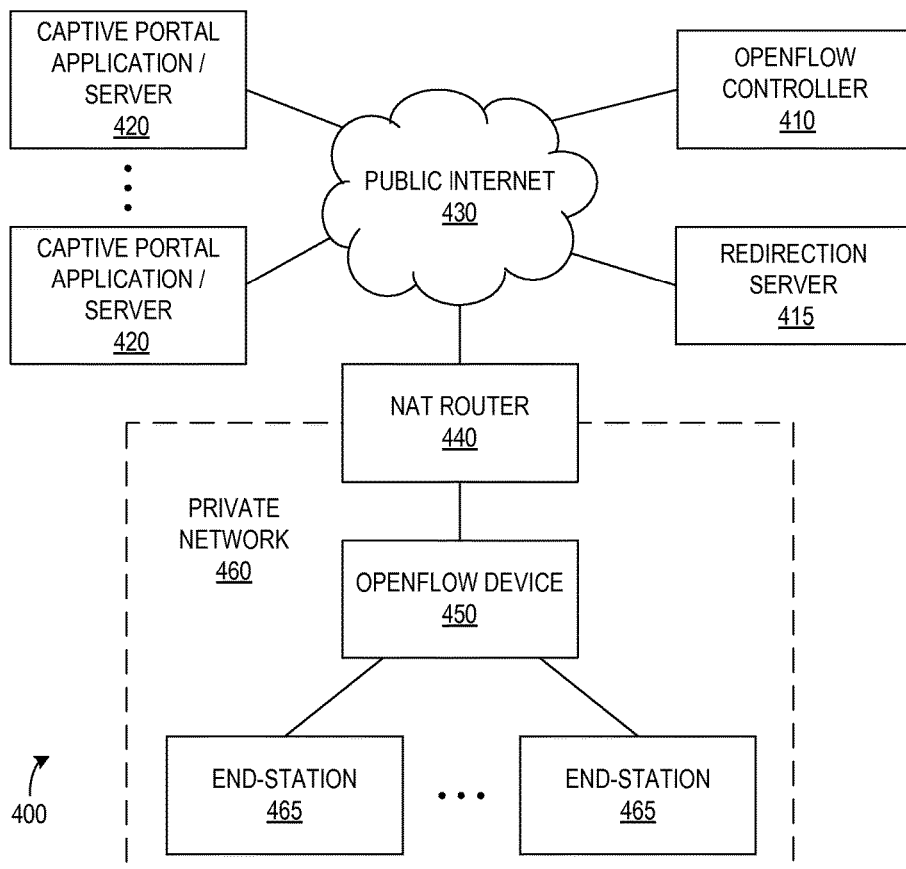 CAPTIVE PORTAL
APPLICATION /
SERVER
420
CAPTIVE PORTAL
APPLICATION /
SERVER
420
PUBLIC INTERNET
430
OPENFLOW
CONTROLLER
410
REDIRECTION
SERVER
415
NAT ROUTER
440
PRIVATE
NETWORK
460
OPENFLOW DEVICE
450
END-STATION
465
END-STATION
465
400